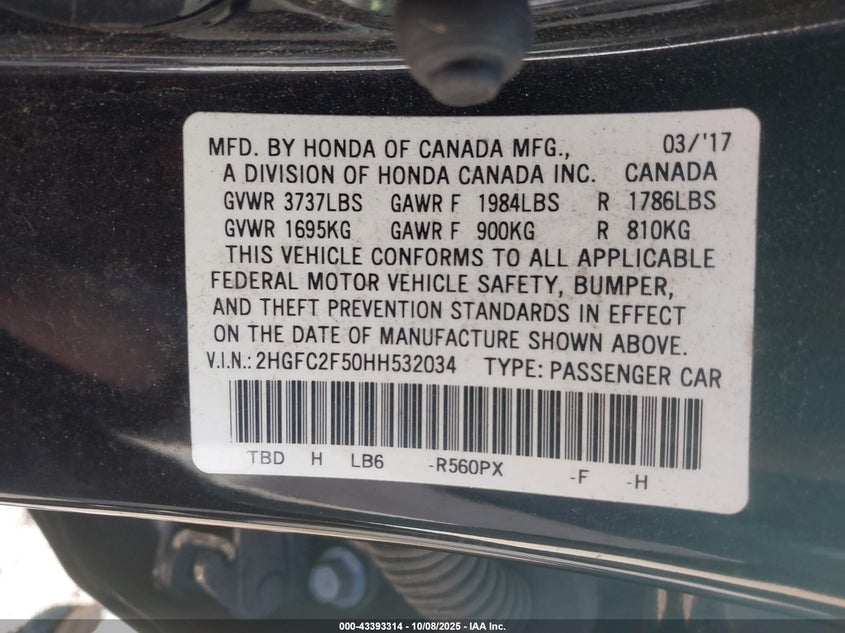 MFD. BY HONDA OF CANADA MFG., 03/'17
A DIVISION OF HONDA CANADA INC. CANADA
GVWR 3737LBS GAWR F 1984LBS R 1786LBS
GVWR 1695KG GAWR F 900KG R 810KG
THIS VEHICLE CONFORMS TO ALL APPLICABLE
FEDERAL MOTOR VEHICLE SAFETY, BUMPER,
AND THEFT PREVENTION STANDARDS IN EFFECT
ON THE DATE OF MANUFACTURE SHOWN ABOVE.
V.I.N.: 2HGFC2F50HH532034 TYPE: PASSENGER CAR
TBD H LB6 -R560PX -F -H
000-43393314 - 10/08/2025 - IAA Inc.